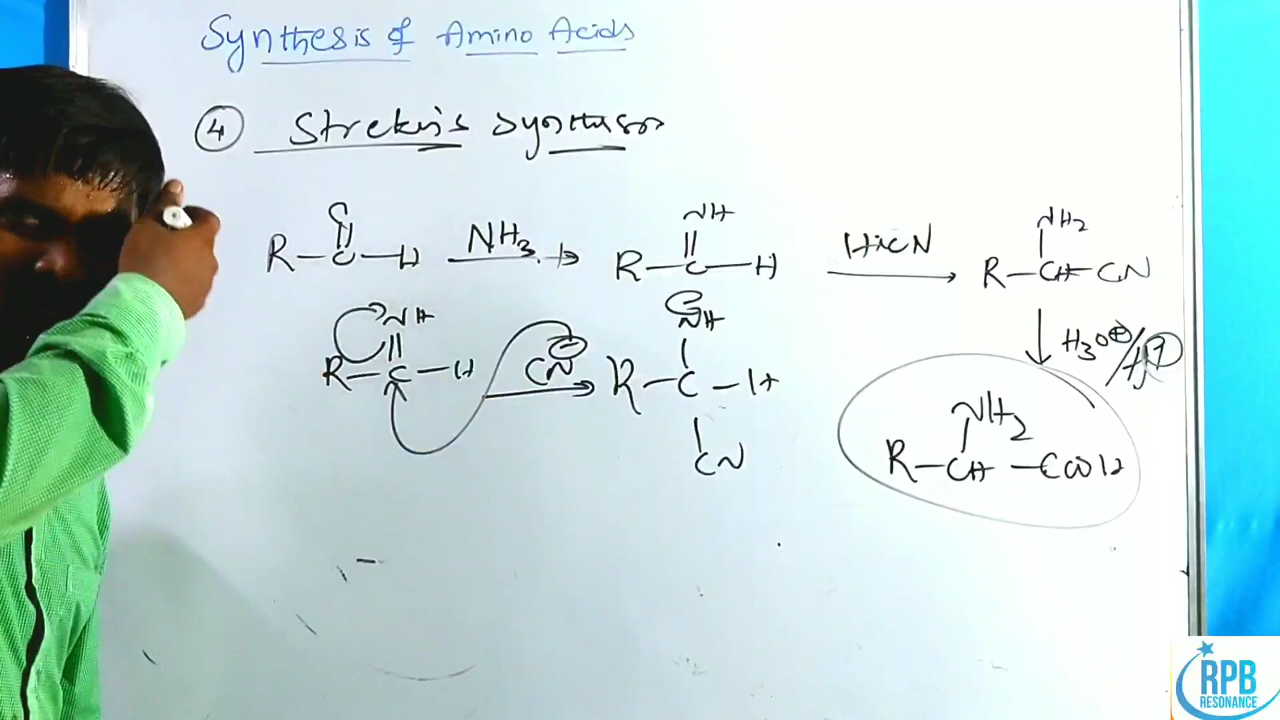 Synthesis of Amino Acids
④ Streker's Synthesis
R-C-H NH3 R-C-H HCN R-CH-CN
O NH NH2
NH NH H3O⊕/H⊕
R-C-H CN⊖ R-C-H
CN
NH2
R-CH-COOH
RPB
RESONANCE